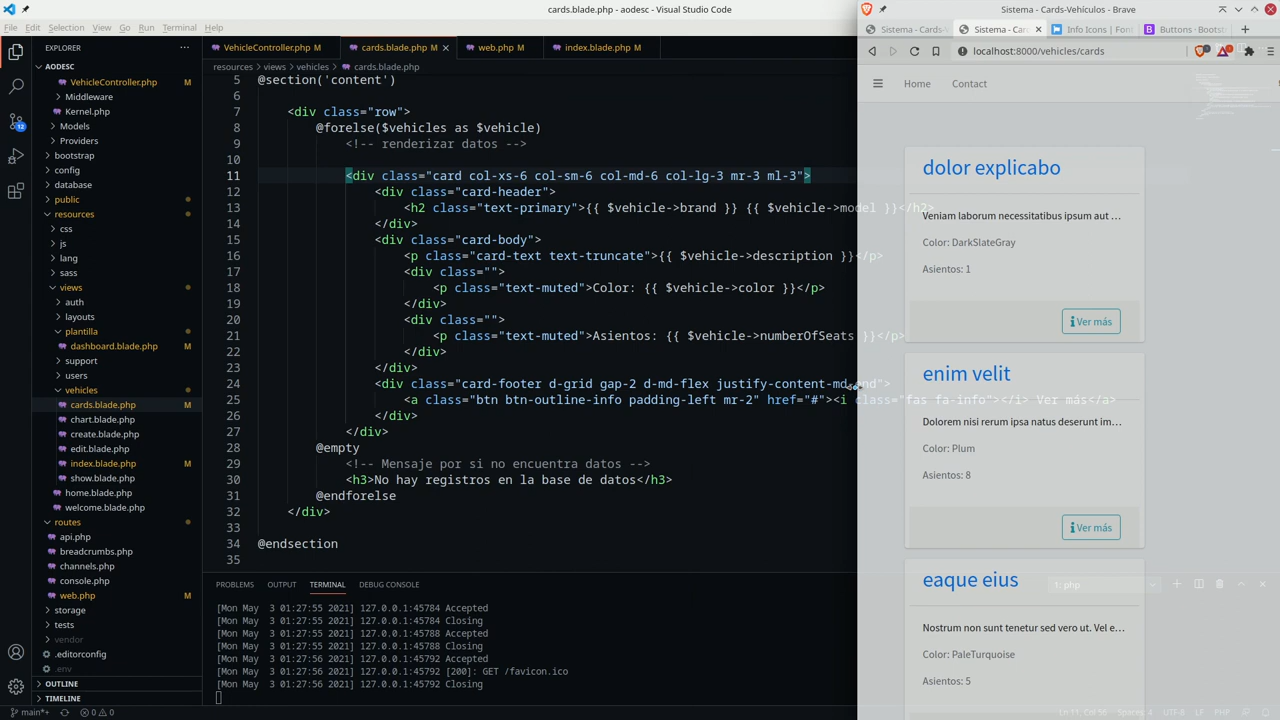 cards.blade.php - aodesc - Visual Studio Code
File Edit Selection View Go Run Terminal
EXPLORER
AODESC
VehicleController.php M
Middleware
Kernel.php
Models
Providers
bootstrap
config
database
public
resources
css
js
lang
sass
views
auth
layouts
plantilla
dashboard.blade.php M
support
users
vehicles
cards.blade.php M
chart.blade.php
create.blade.php
edit.blade.php
index.blade.php M
show.blade.php
home.blade.php
welcome.blade.php
routes
api.php
breadcrumbs.php
channels.php
console.php
web.php M
storage
tests
vendor
.editorconfig
.env
OUTLINE
TIMELINE
12
main*+ 0 0
VehicleController.php M cards.blade.php M web.php M index.blade.php M
resources views vehicles cards.blade.php
5 @section('content')
6
7 <div class="row">
8 @forelse($vehicles as $vehicle)
9 <!-- renderizar datos -->
10
11 <div class="card col-xs-6 col-sm-6 col-md-6 col-lg-3 mr-3 ml-3">
12 <div class="card-header">
13 <h2 class="text-primary">{{ $vehicle->brand }} {{ $vehicle->model }}</h2>
14 </div>
15 <div class="card-body">
16 <p class="card-text text-truncate">{{ $vehicle->description }}</p>
17 <div class="">
18 <p class="text-muted">Color: {{ $vehicle->color }}</p>
19 </div>
20 <div class="">
21 <p class="text-muted">Asientos: {{ $vehicle->numberOfSeats }}</p>
22 </div>
23 </div>
24 <div class="card-footer d-grid gap-2 d-md-flex justify-content-md-end">
25 <a class="btn btn-outline-info padding-left mr-2" href="#"><i class="fas fa-info"></i> Ver más</a>
26 </div>
27 </div>
28 @empty
29 <!-- Mensaje por si no encuentra datos -->
30 <h3>No hay registros en la base de datos</h3>
31 @endforelse
32 </div>
33
34 @endsection
35
PROBLEMS OUTPUT TERMINAL DEBUG CONSOLE
1: php
[Mon May 3 01:27:55 2021] 127.0.0.1:45784 Accepted
[Mon May 3 01:27:55 2021] 127.0.0.1:45784 Closing
[Mon May 3 01:27:55 2021] 127.0.0.1:45788 Accepted
[Mon May 3 01:27:55 2021] 127.0.0.1:45788 Closing
[Mon May 3 01:27:56 2021] 127.0.0.1:45792 Accepted
[Mon May 3 01:27:56 2021] 127.0.0.1:45792 [200]: GET /favicon.ico
[Mon May 3 01:27:56 2021] 127.0.0.1:45792 Closing
Ln 11, Col 56 Spaces: 4 UTF-8 LF PHP
Sistema - Cards-Vehículos - Brave
Sistema - Cards-V Sistema - Car Info Icons | Font Buttons · Bootst
localhost:8000/vehicles/cards
Home Contact
dolor explicabo
Veniam laborum necessitatibus ipsum aut ...
Color: DarkSlateGray
Asientos: 1
Ver más
enim velit
Dolorem nisi rerum ipsa natus deserunt im...
Color: Plum
Asientos: 8
Ver más
eaque eius
Nostrum non sunt tenetur sed vero ut. Vel e...
Color: PaleTurquoise
Asientos: 5